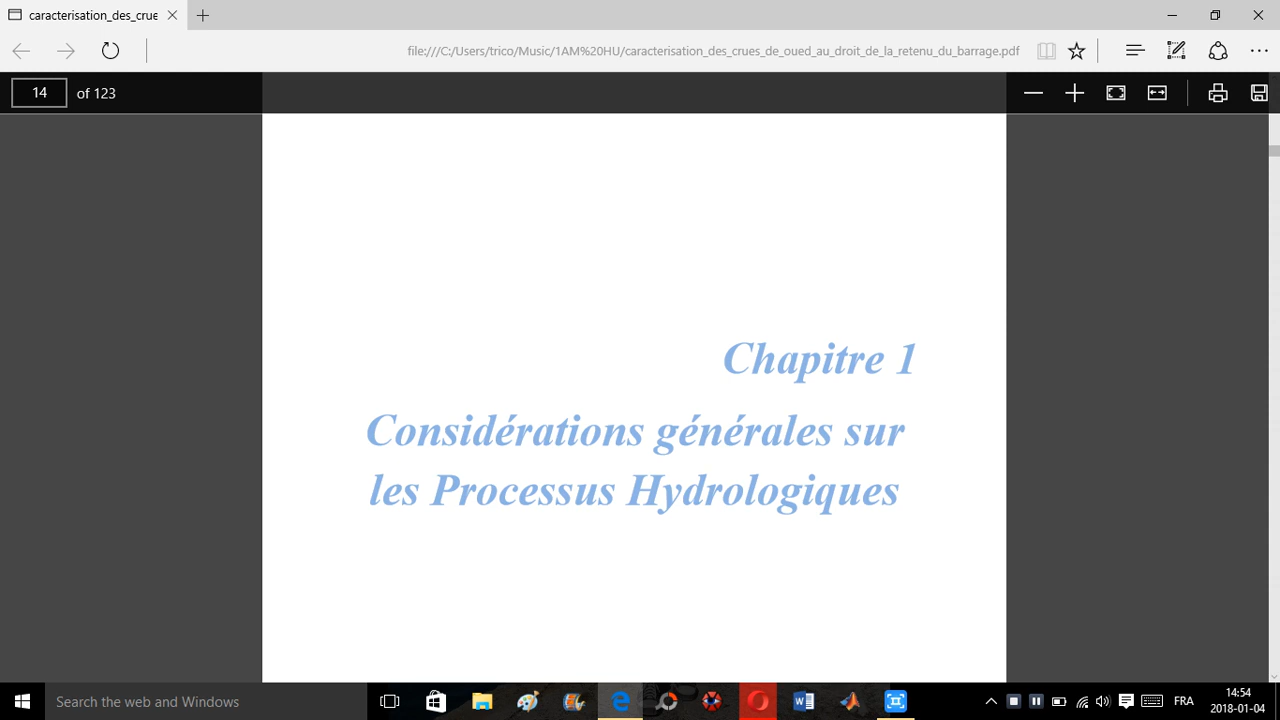 caracterisation_des_crue
file:///C:/Users/trico/Music/1AM%20HU/caracterisation_des_crues_de_oued_au_droit_de_la_retenu_du_barrage.pdf
14 of 123
Chapitre 1
Considérations générales sur
les Processus Hydrologiques
Search the web and Windows
FRA
14:54
2018-01-04